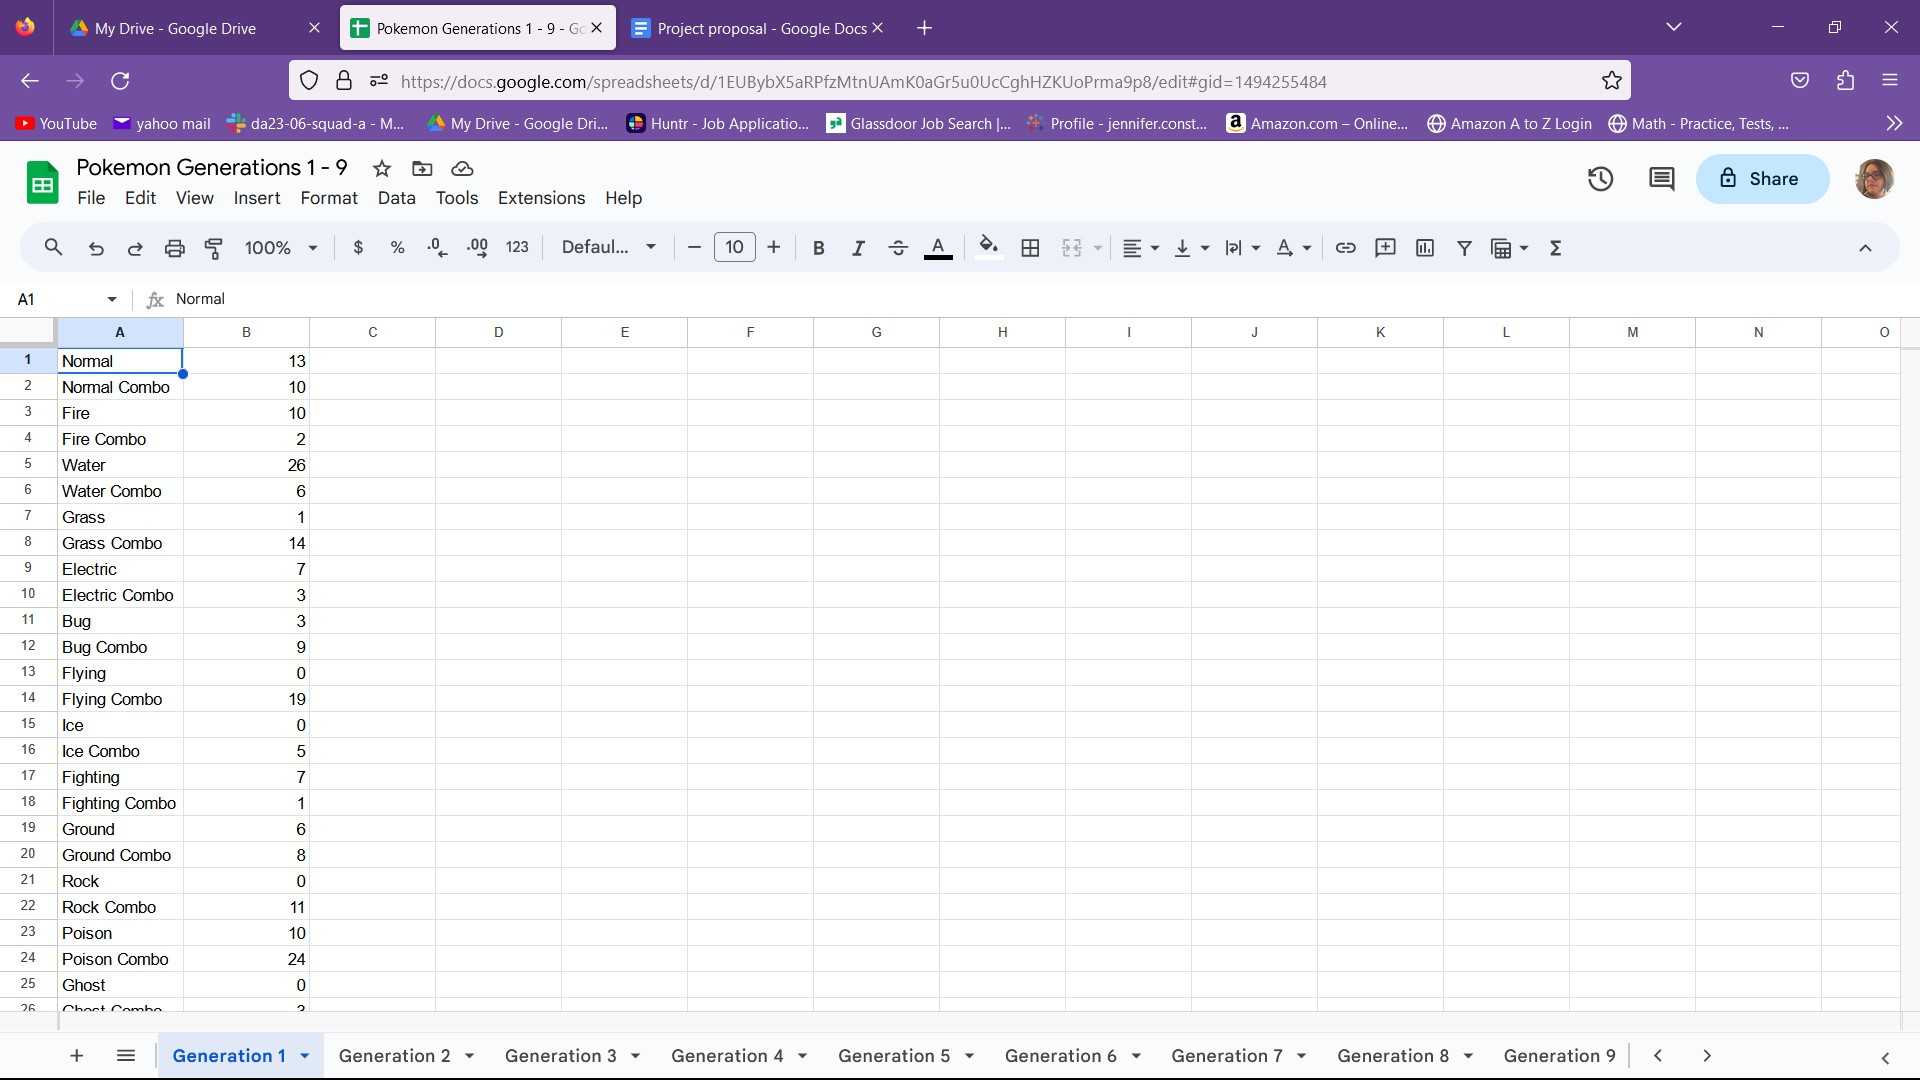 My Drive - Google Drive
Pokemon Generations 1 - 9 - Go
Project proposal - Google Docs
https://docs.google.com/spreadsheets/d/1EUBybX5aRPfzMtnUAmK0aGr5u0UcCghHZKUoPrma9p8/edit#gid=1494255484
YouTube yahoo mail da23-06-squad-a - M... My Drive - Google Dri... Huntr - Job Applicatio... Glassdoor Job Search |... Profile - jennifer.const... Amazon.com – Online... Amazon A to Z Login Math - Practice, Tests, ...
Pokemon Generations 1 - 9
File Edit View Insert Format Data Tools Extensions Help
Share
100% $ % .0 .00 123 Defaul... 10 B I A
A1 fx Normal
A B C D E F G H I J K L M N O
1 Normal 13
2 Normal Combo 10
3 Fire 10
4 Fire Combo 2
5 Water 26
6 Water Combo 6
7 Grass 1
8 Grass Combo 14
9 Electric 7
10 Electric Combo 3
11 Bug 3
12 Bug Combo 9
13 Flying 0
14 Flying Combo 19
15 Ice 0
16 Ice Combo 5
17 Fighting 7
18 Fighting Combo 1
19 Ground 6
20 Ground Combo 8
21 Rock 0
22 Rock Combo 11
23 Poison 10
24 Poison Combo 24
25 Ghost 0
26 Ghost Combo 3
Generation 1 Generation 2 Generation 3 Generation 4 Generation 5 Generation 6 Generation 7 Generation 8 Generation 9